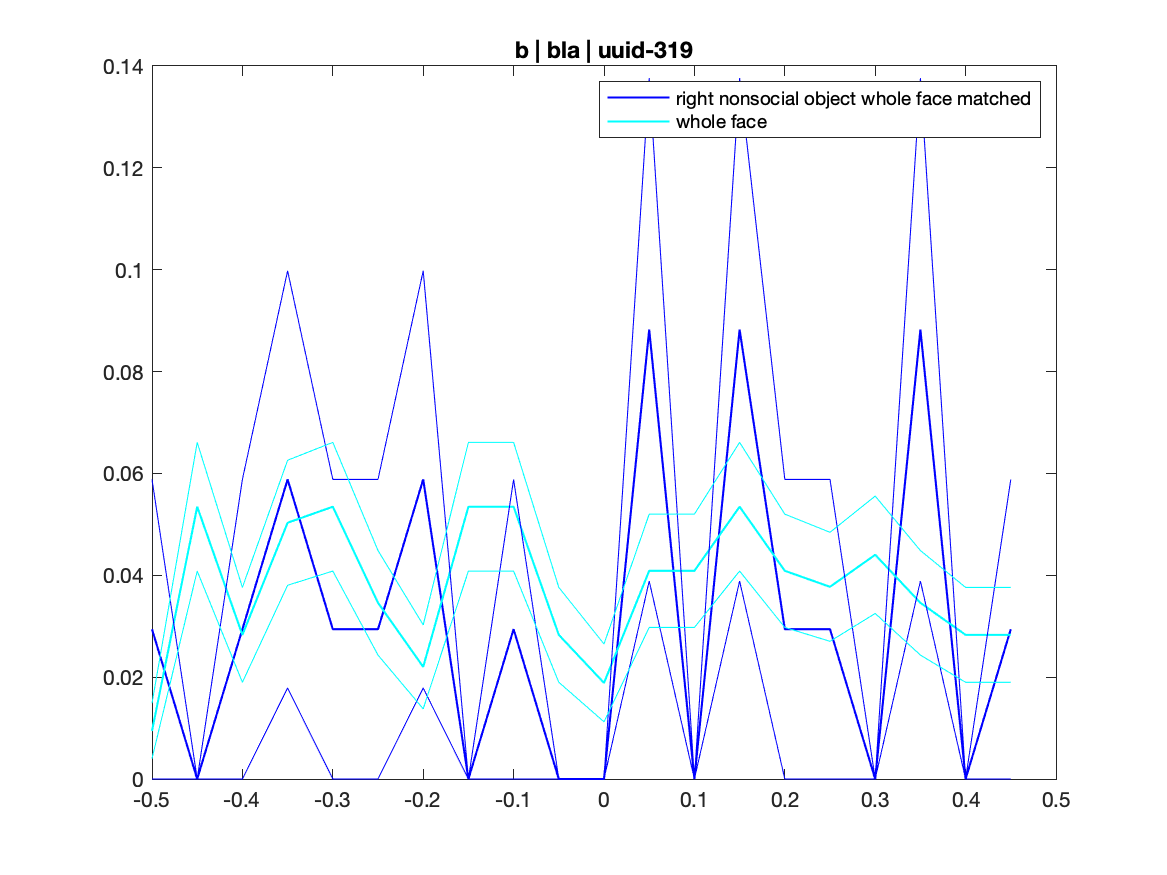 b | bla | uuid-319
right nonsocial object whole face matched
whole face
0.14
0.12
0.1
0.08
0.06
0.04
0.02
0
-0.5 -0.4 -0.3 -0.2 -0.1 0 0.1 0.2 0.3 0.4 0.5